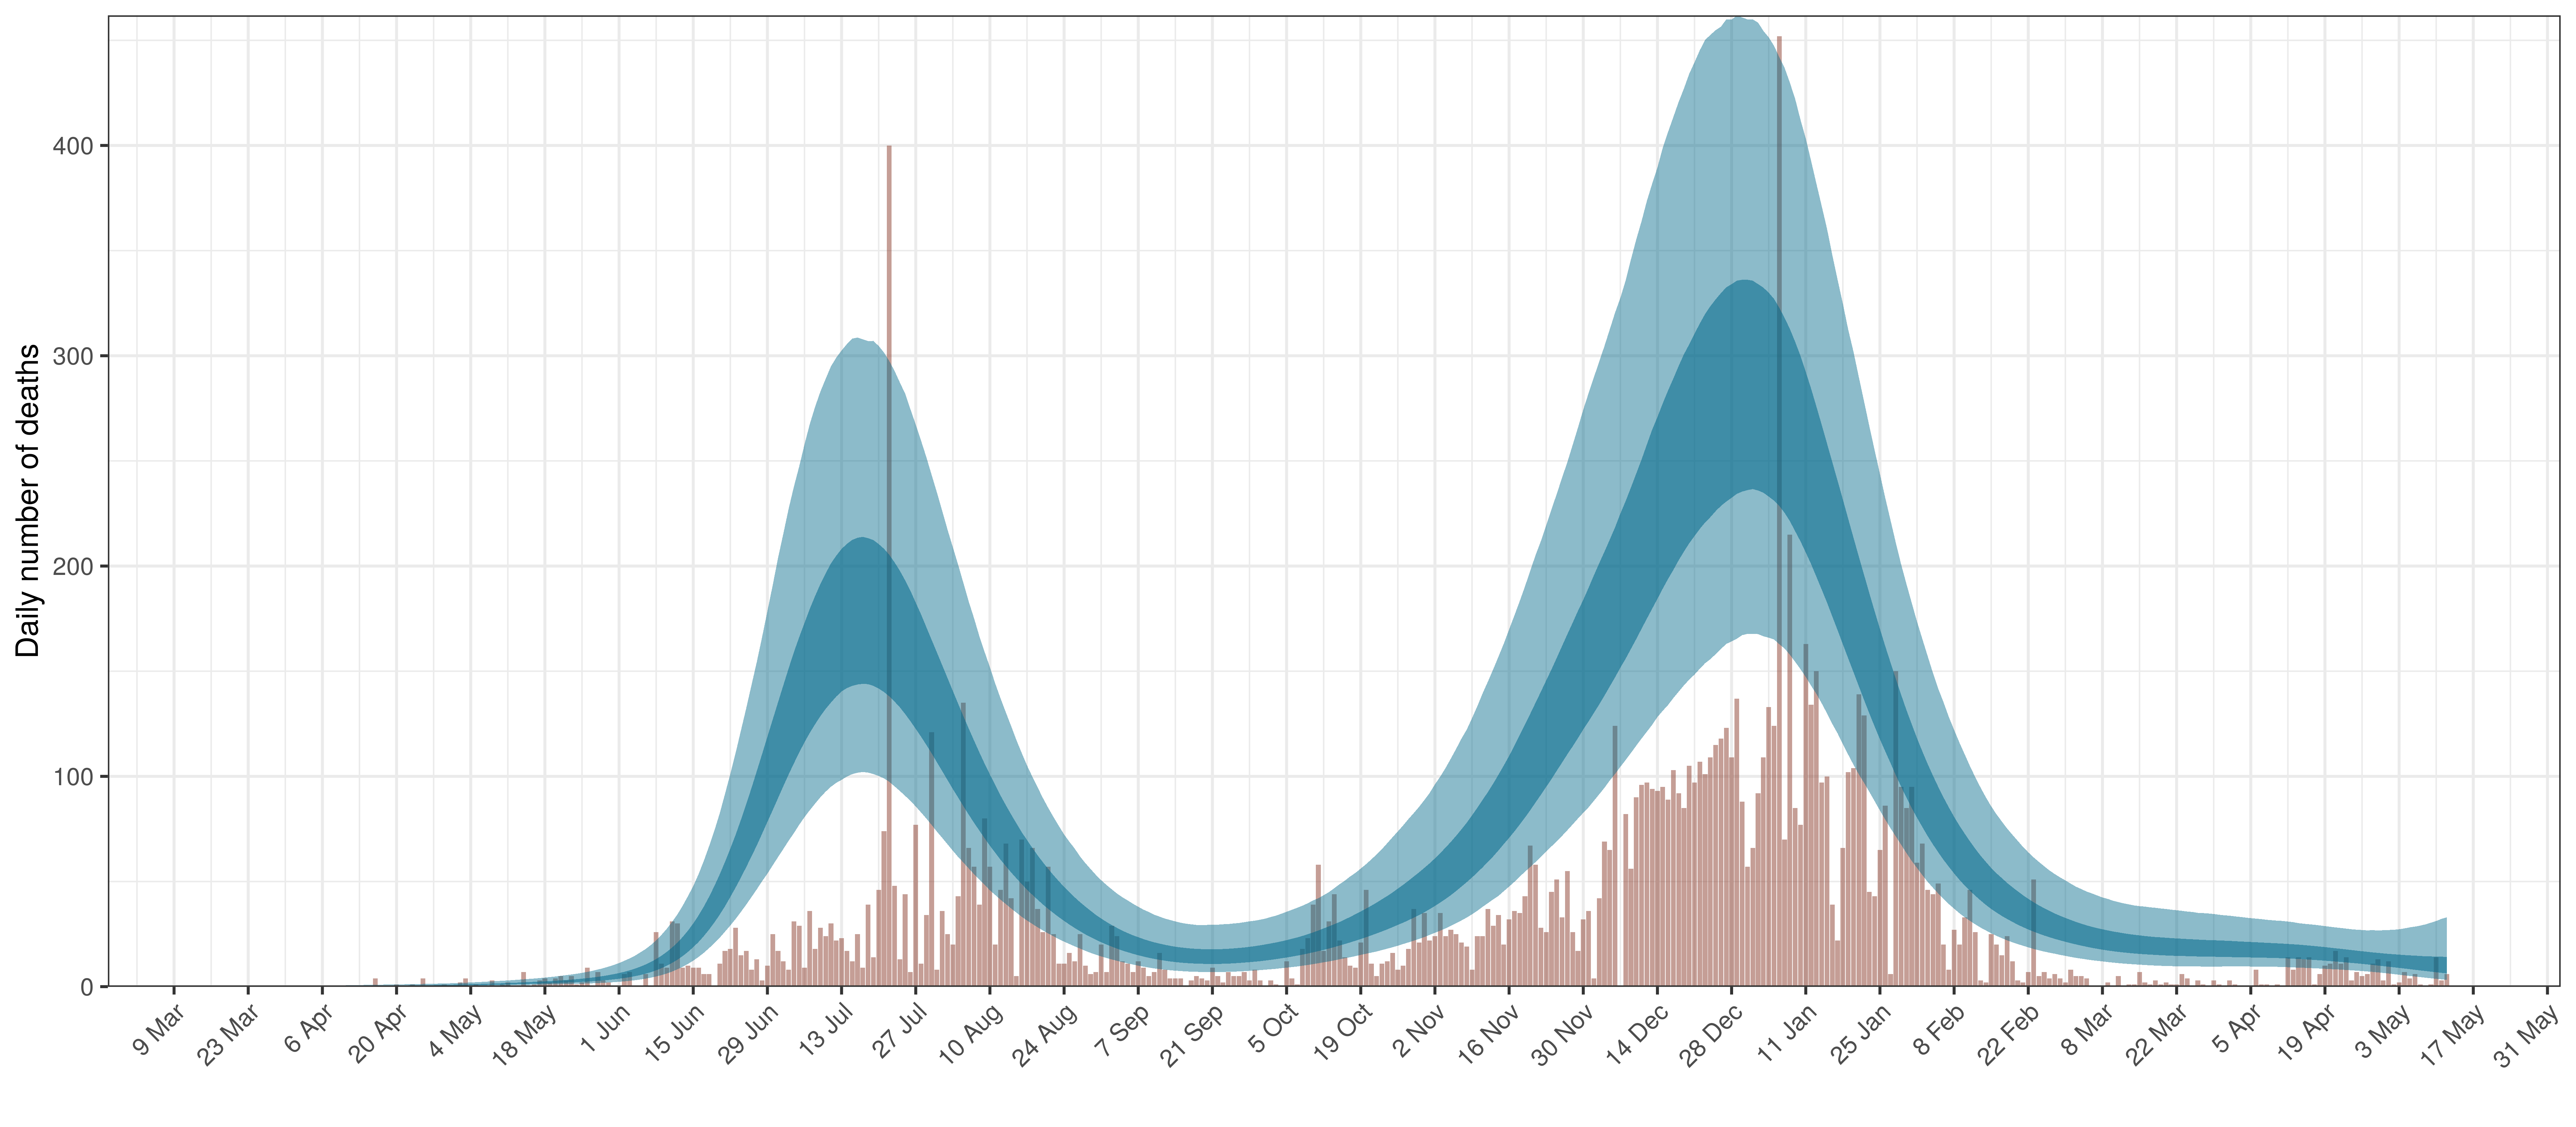 Daily number of deaths
400
300
200
100
0
9 Mar
23 Mar
6 Apr
20 Apr
4 May
18 May
1 Jun
15 Jun
29 Jun
13 Jul
27 Jul
10 Aug
24 Aug
7 Sep
21 Sep
5 Oct
19 Oct
2 Nov
16 Nov
30 Nov
14 Dec
28 Dec
11 Jan
25 Jan
8 Feb
22 Feb
8 Mar
22 Mar
5 Apr
19 Apr
3 May
17 May
31 May